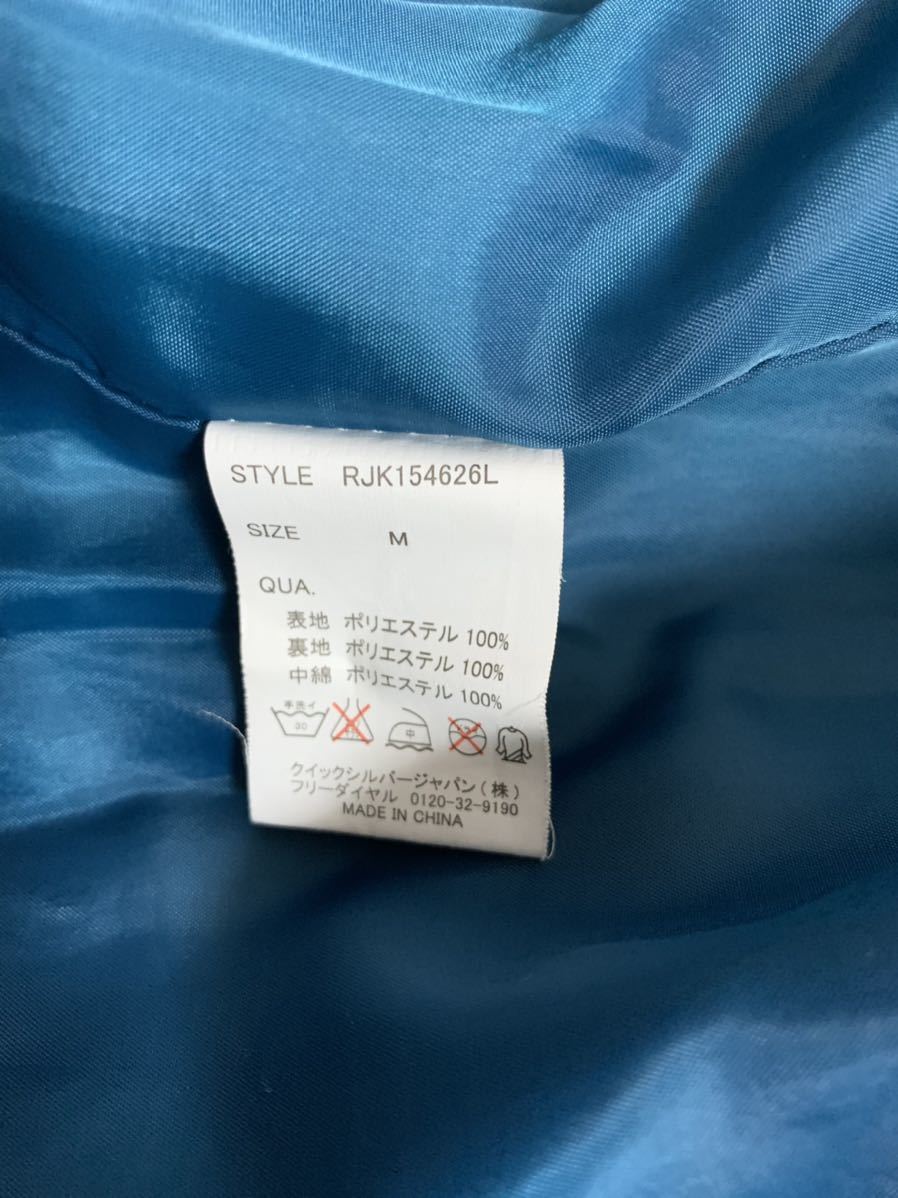 STYLE RJK154626L
SIZE M
QUA.
表地 ポリエステル 100%
裏地 ポリエステル 100%
中綿 ポリエステル 100%
手洗イ
30
中
クイックシルバージャパン(株)
フリーダイヤル 0120-32-9190
MADE IN CHINA